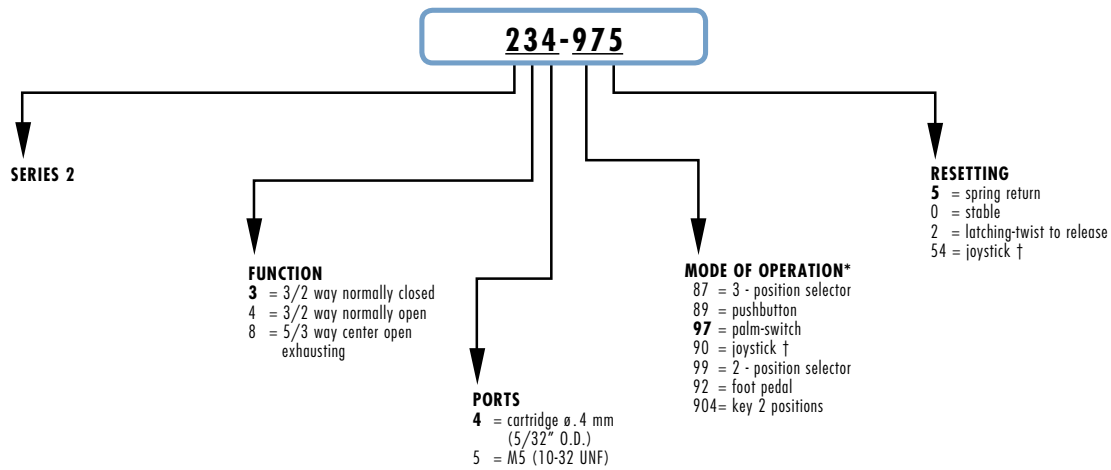 234-975
SERIES 2
FUNCTION
3 = 3/2 way normally closed
4 = 3/2 way normally open
8 = 5/3 way center open
exhausting
PORTS
4 = cartridge ø.4 mm
(5/32" O.D.)
5 = M5 (10-32 UNF)
MODE OF OPERATION*
87 = 3 - position selector
89 = pushbutton
97 = palm-switch
90 = joystick †
99 = 2 - position selector
92 = foot pedal
904= key 2 positions
RESETTING
5 = spring return
0 = stable
2 = latching-twist to release
54 = joystick †